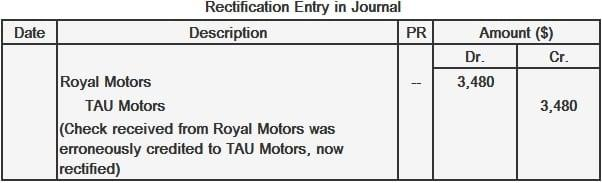 Rectification Entry in Journal
Date Description PR Amount ($)
Dr. Cr.
Royal Motors -- 3,480
TAU Motors 3,480
(Check received from Royal Motors was
erroneously credited to TAU Motors, now
rectified)